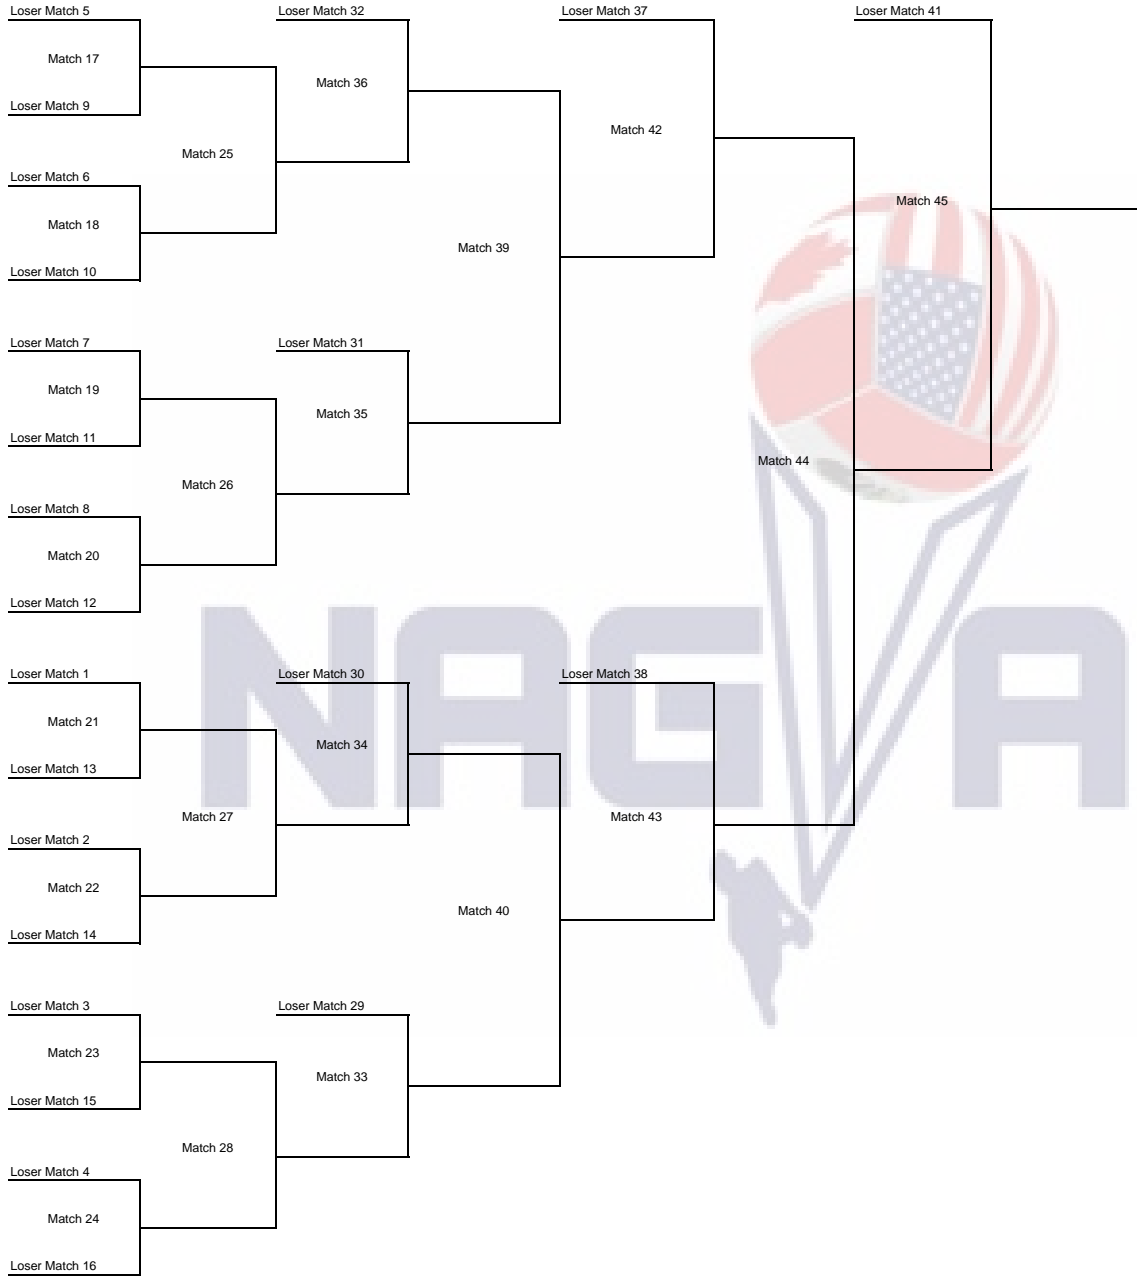 Loser Match 5
Loser Match 32
Loser Match 37
Loser Match 41
Match 17
Match 36
Loser Match 9
Match 42
Match 25
Loser Match 6
Match 45
Match 18
Match 39
Loser Match 10
Loser Match 7
Loser Match 31
Match 19
Match 35
Loser Match 11
Match 44
Match 26
Loser Match 8
Match 20
Loser Match 12
NAGVA
Loser Match 1
Loser Match 30
Loser Match 38
Match 21
Match 34
Loser Match 13
Match 27
Match 43
Loser Match 2
Match 22
Match 40
Loser Match 14
Loser Match 3
Loser Match 29
Match 23
Match 33
Loser Match 15
Match 28
Loser Match 4
Match 24
Loser Match 16